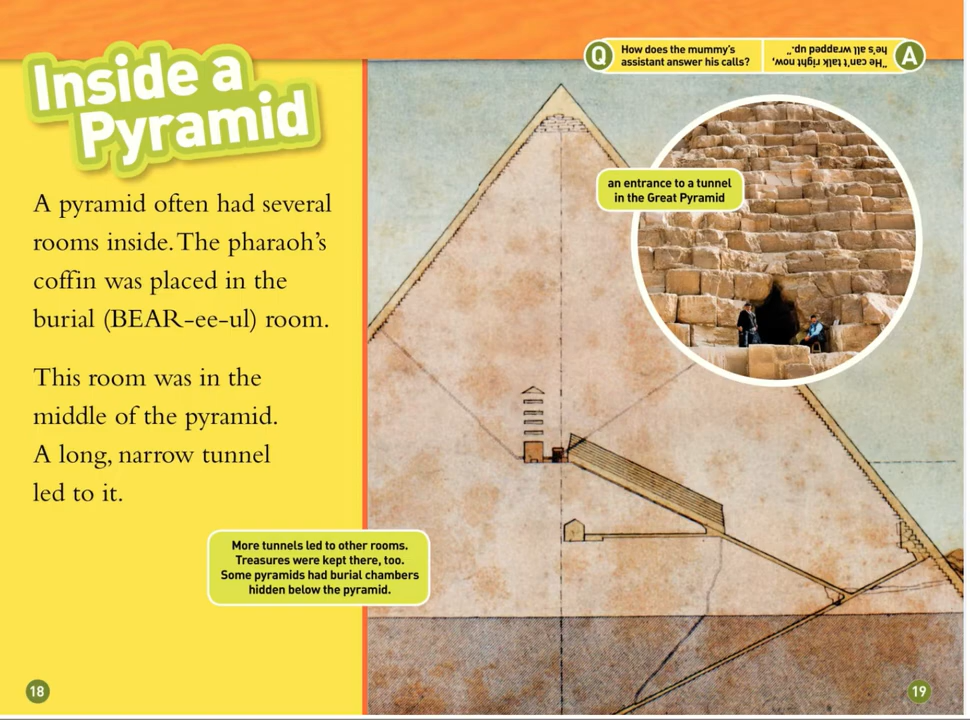 Inside a
Pyramid
A pyramid often had several
rooms inside. The pharaoh's
coffin was placed in the
burial (BEAR-ee-ul) room.
This room was in the
middle of the pyramid.
A long, narrow tunnel
led to it.
More tunnels led to other rooms.
Treasures were kept there, too.
Some pyramids had burial chambers
hidden below the pyramid.
18
Q
How does the mummy's
assistant answer his calls?
"He can't talk right now,
he's all wrapped up."
A
an entrance to a tunnel
in the Great Pyramid
19